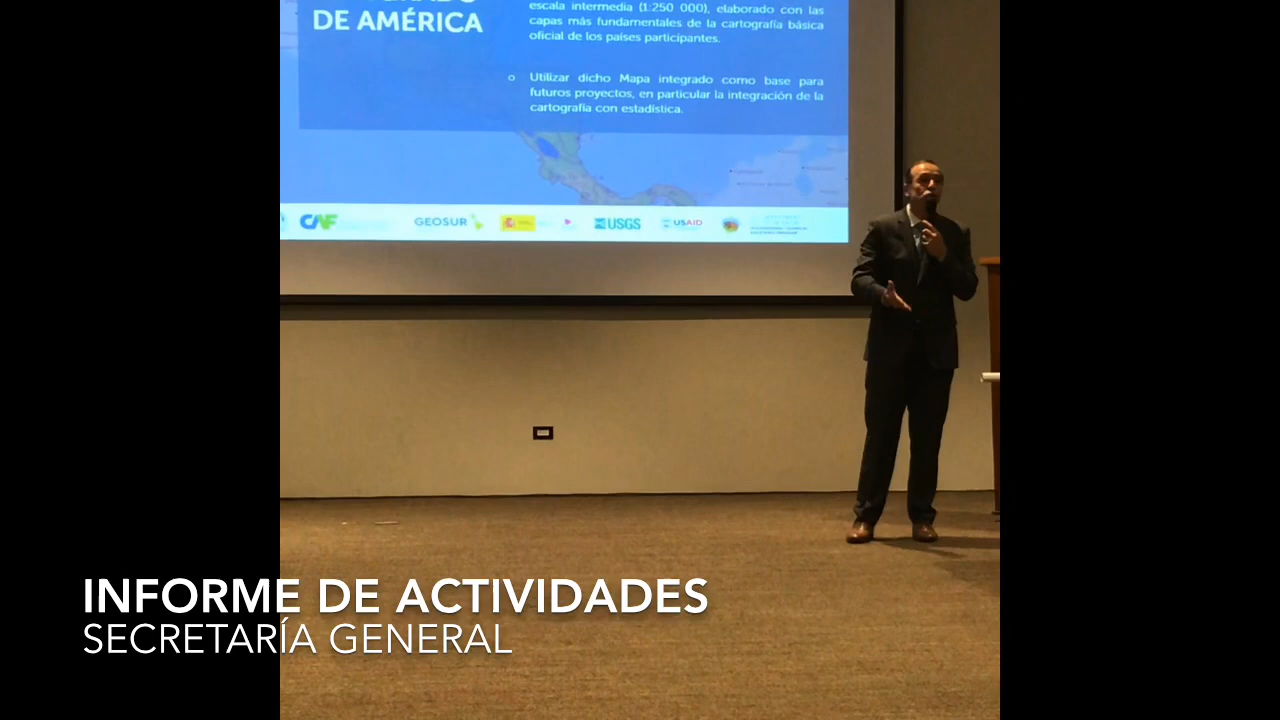 DE AMÉRICA
escala intermedia (1:250 000), elaborado con las
capas más fundamentales de la cartografía básica
oficial de los países participantes.
o Utilizar dicho Mapa integrado como base para
futuros proyectos, en particular la integración de la
cartografía con estadística.
CAF
GEOSUR
USGS
USAID
INFORME DE ACTIVIDADES
SECRETARÍA GENERAL